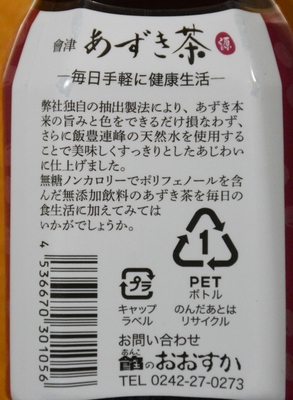 會津 あずき茶 源
―毎日手軽に健康生活―
弊社独自の抽出製法により、あずき本
来の旨みと色をできるだけ損なわず、
さらに飯豊連峰の天然水を使用する
ことで美味しくすっきりとしたあじわい
に仕上げました。
無糖ノンカロリーでポリフェノールを含
んだ無添加飲料のあずき茶を毎日の
食生活に加えてみては
いかがでしょうか。
4 536670 301056
プラ
キャップ
ラベル
1
PET
ボトル
のんだあとは
リサイクル
お問い合わせ
あんこ
餡のおおすか
TEL 0242-27-0273